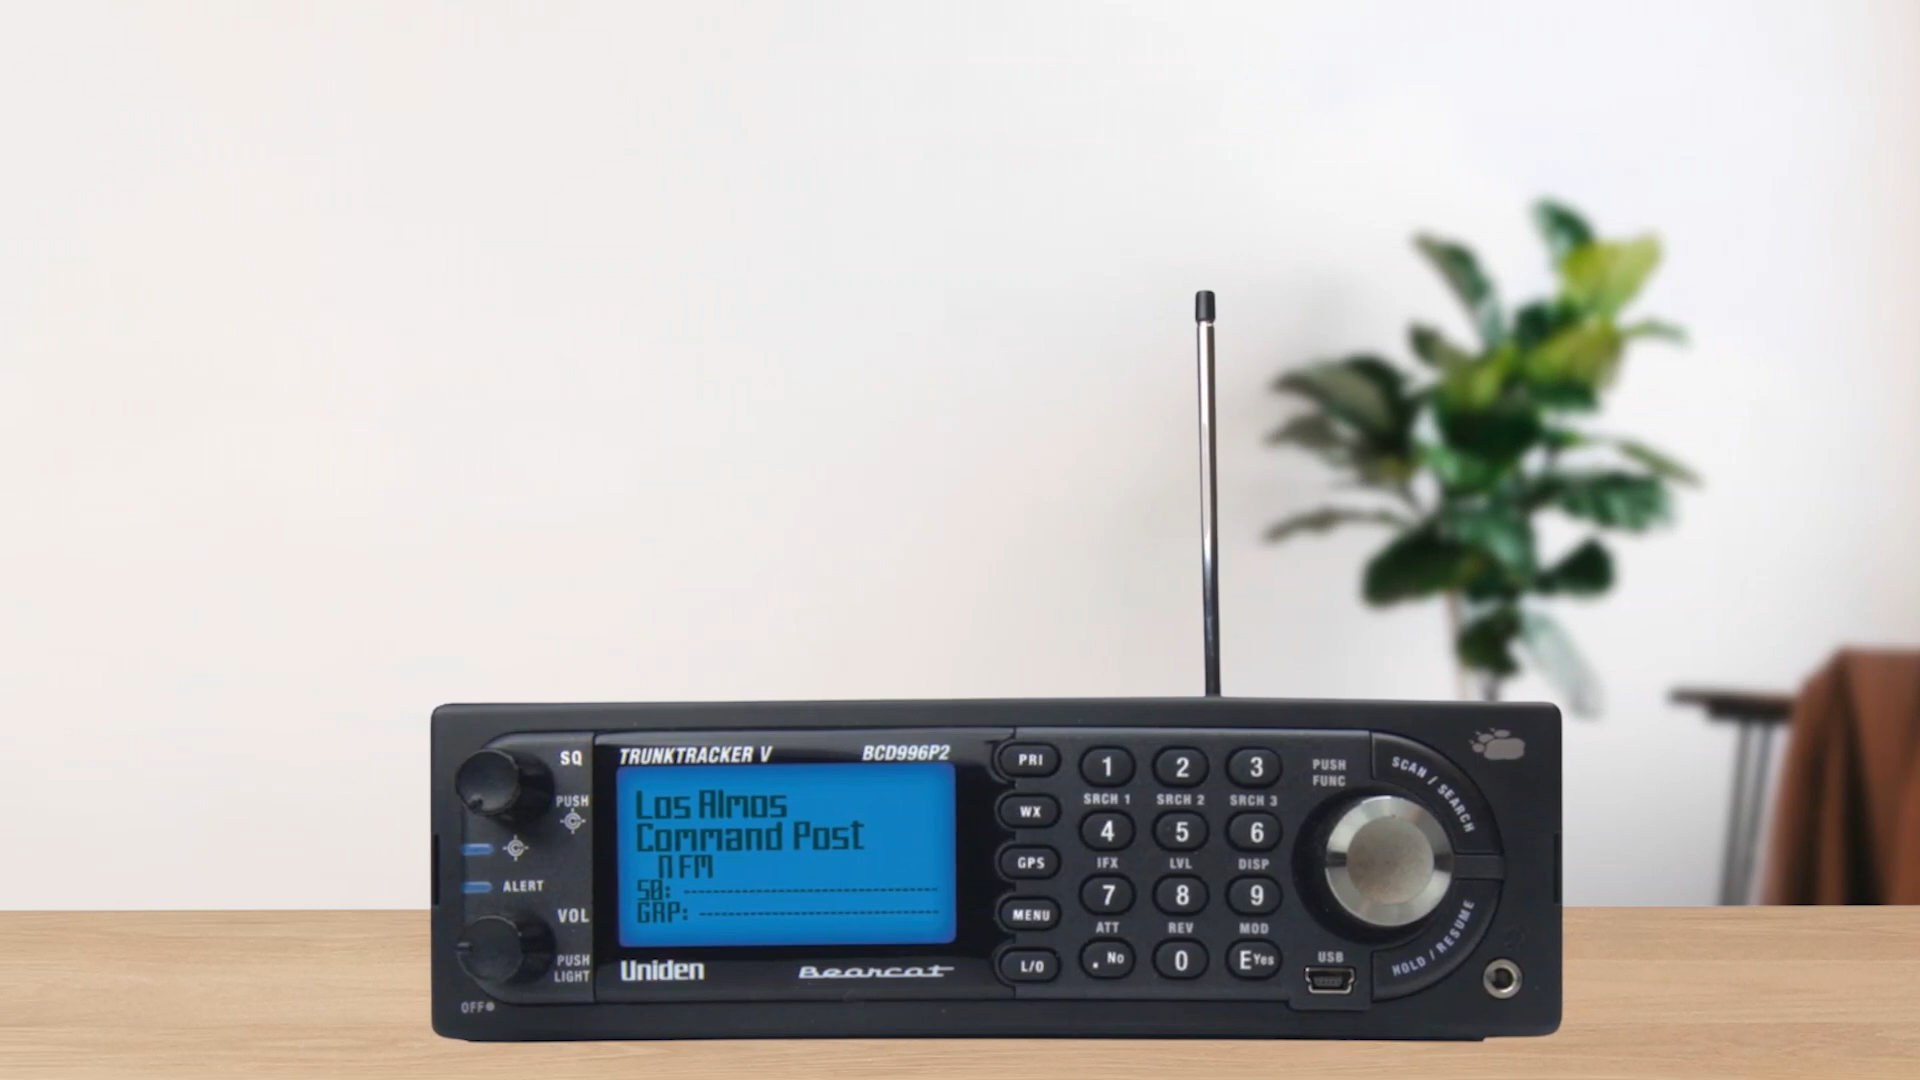 TRUNKTRACKER V
BCD996P2
Los Almos
Command Post
NFM
S0: ----------
GRP: ----------
Uniden
Bearcat
SQ
PUSH
ALERT
VOL
PUSH
LIGHT
OFF
PRI
WX
GPS
MENU
L/O
1 2 3
SRCH 1 SRCH 2 SRCH 3
4 5 6
IFX LVL DISP
7 8 9
ATT REV MOD
. No 0 E Yes
PUSH
FUNC
SCAN / SEARCH
HOLD / RESUME
USB